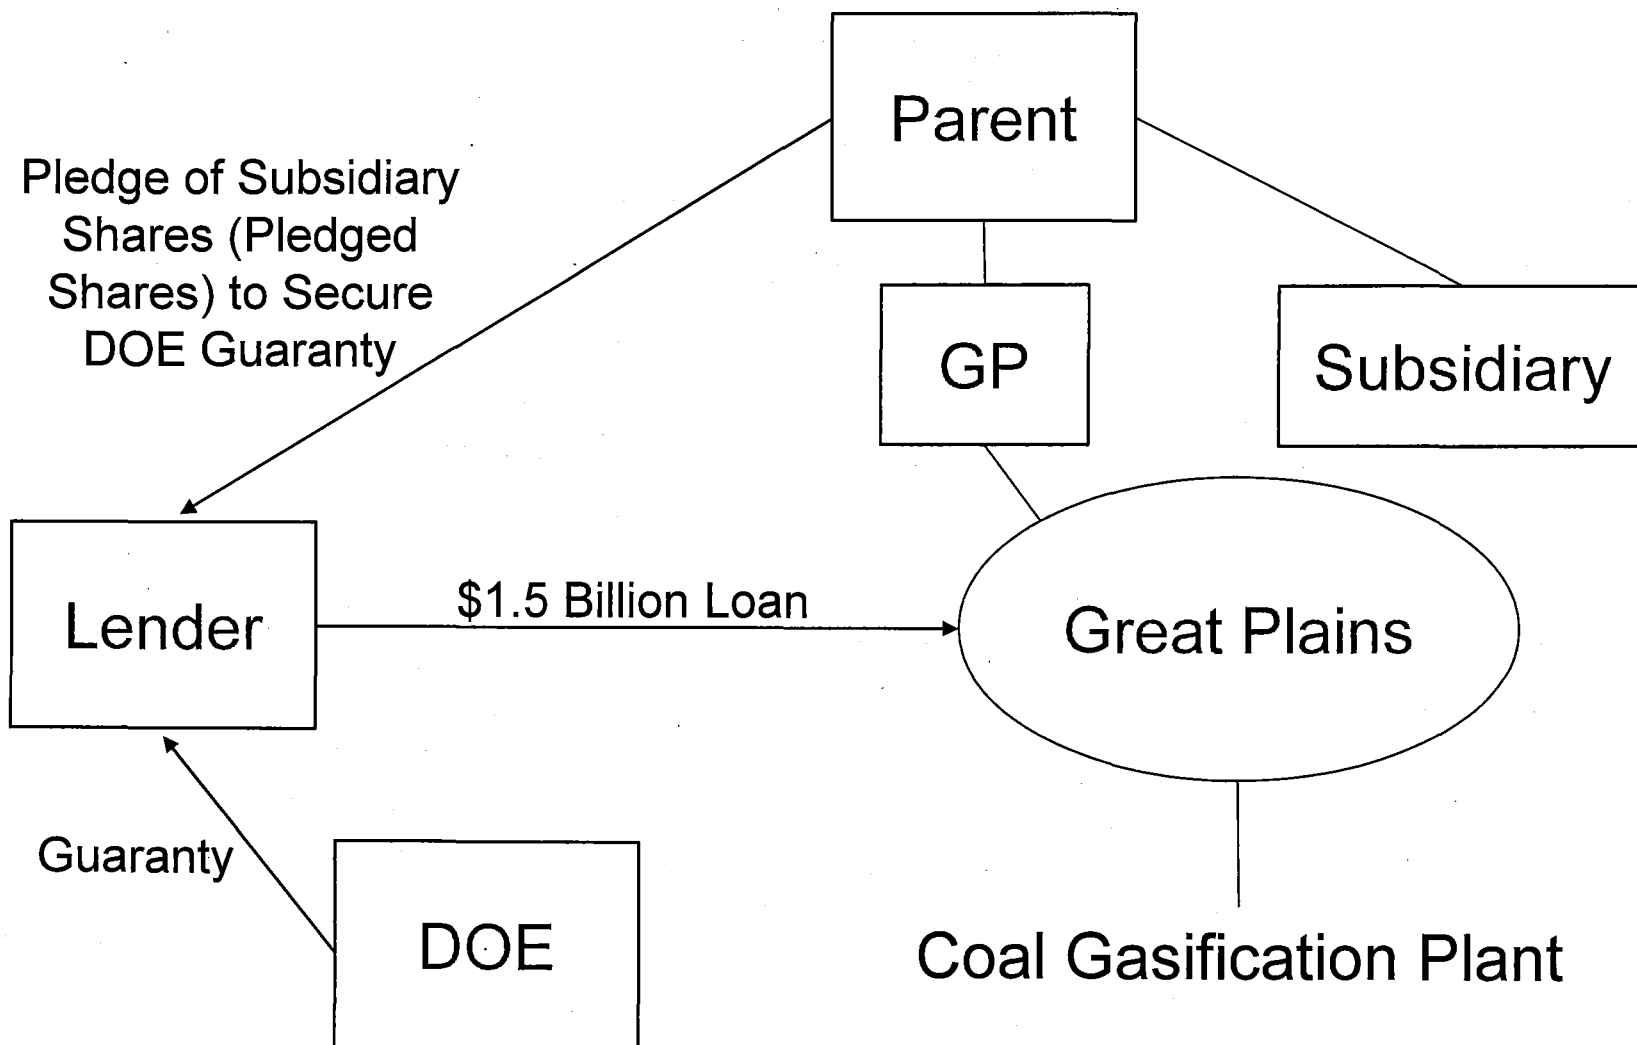 Parent
Pledge of Subsidiary
Shares (Pledged
Shares) to Secure
DOE Guaranty
GP
Subsidiary
Lender
$1.5 Billion Loan
Great Plains
Guaranty
DOE
Coal Gasification Plant